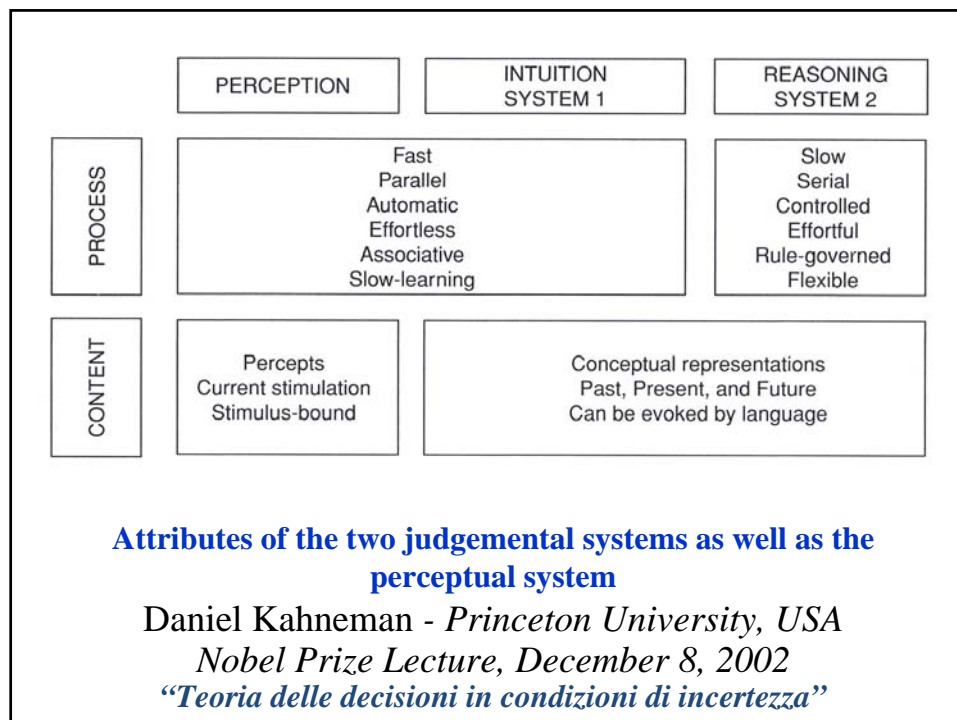 PERCEPTION
INTUITION
SYSTEM 1
REASONING
SYSTEM 2
PROCESS
Fast
Parallel
Automatic
Effortless
Associative
Slow-learning
Slow
Serial
Controlled
Effortful
Rule-governed
Flexible
CONTENT
Percepts
Current stimulation
Stimulus-bound
Conceptual representations
Past, Present, and Future
Can be evoked by language
Attributes of the two judgemental systems as well as the
perceptual system
Daniel Kahneman - Princeton University, USA
Nobel Prize Lecture, December 8, 2002
“Teoria delle decisioni in condizioni di incertezza”